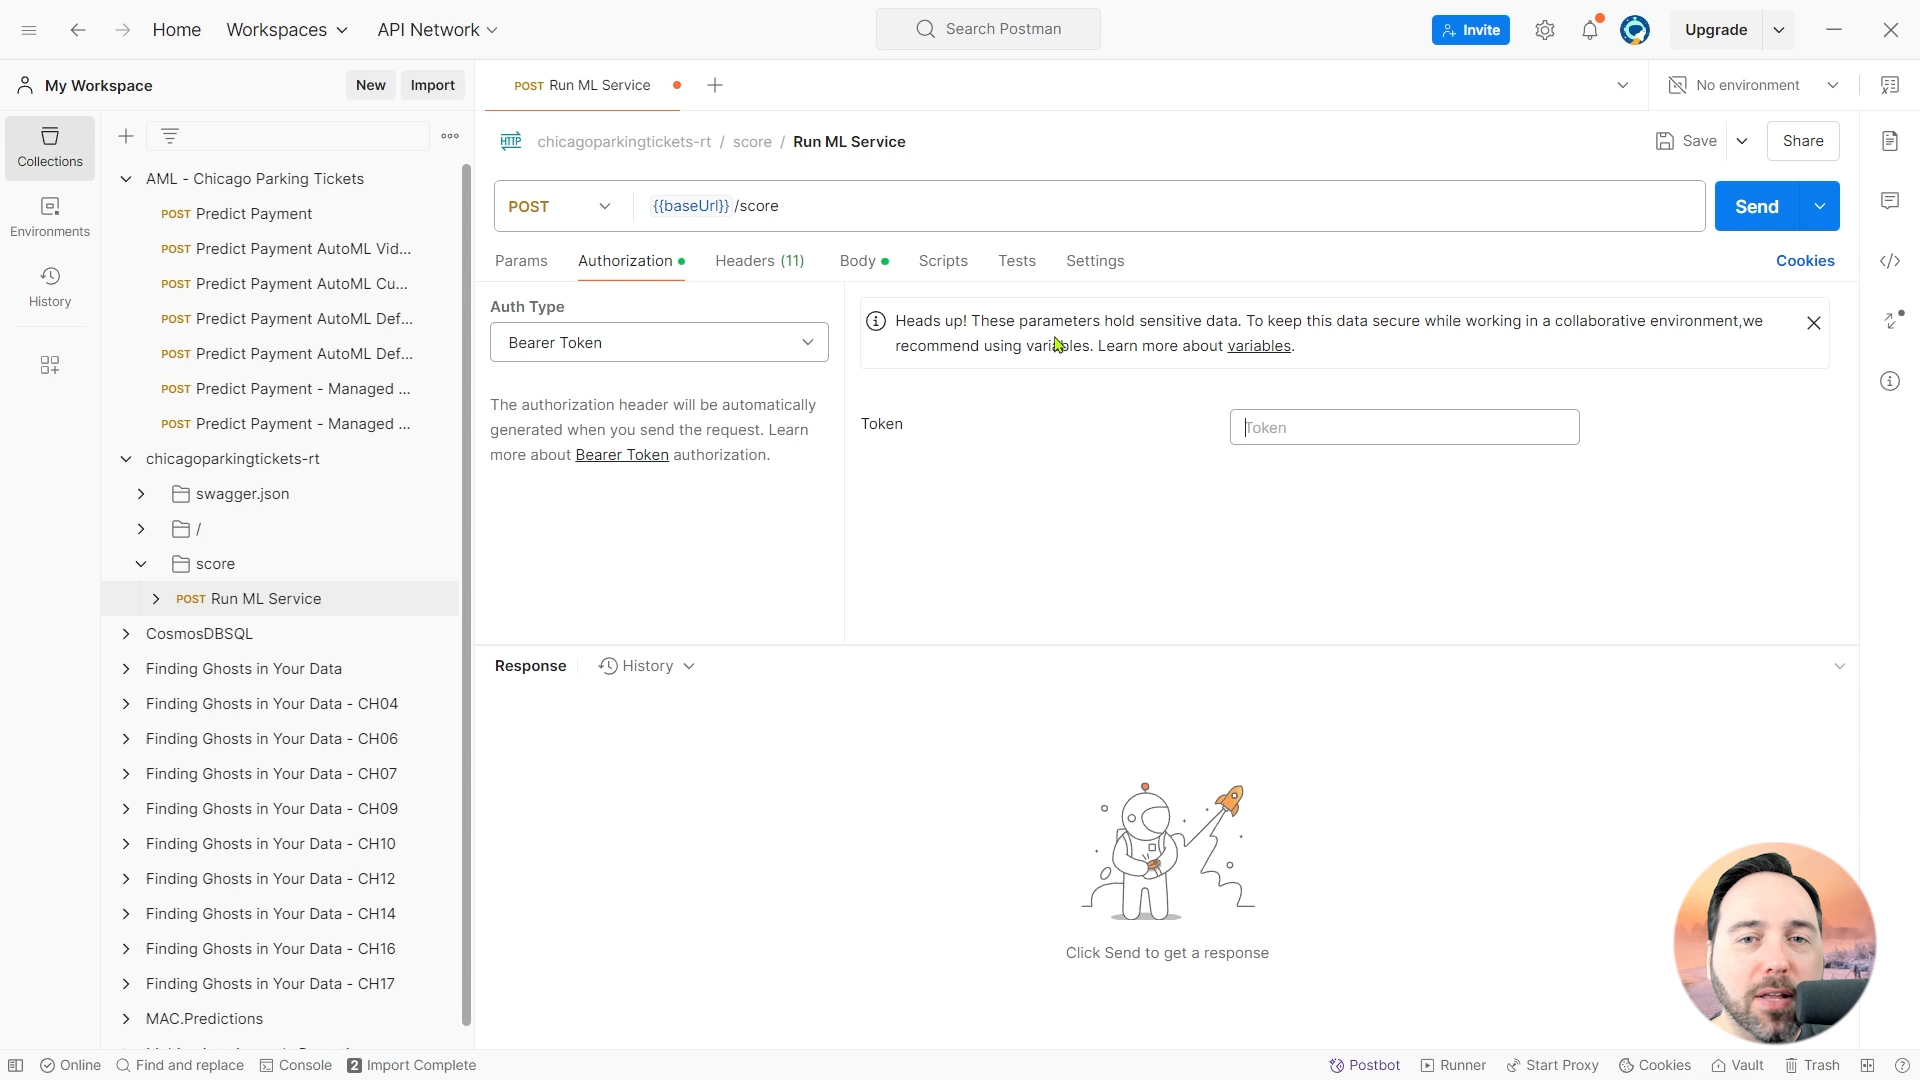 Home
Workspaces
API Network
Search Postman
Invite
Upgrade
My Workspace
New
Import
POST Run ML Service
No environment
Collections
Environments
History
AML - Chicago Parking Tickets
POST Predict Payment
POST Predict Payment AutoML Vid...
POST Predict Payment AutoML Cu...
POST Predict Payment AutoML Def...
POST Predict Payment AutoML Def...
POST Predict Payment - Managed ...
POST Predict Payment - Managed ...
chicagoparkingtickets-rt
swagger.json
/
score
POST Run ML Service
CosmosDBSQL
Finding Ghosts in Your Data
Finding Ghosts in Your Data - CH04
Finding Ghosts in Your Data - CH06
Finding Ghosts in Your Data - CH07
Finding Ghosts in Your Data - CH09
Finding Ghosts in Your Data - CH10
Finding Ghosts in Your Data - CH12
Finding Ghosts in Your Data - CH14
Finding Ghosts in Your Data - CH16
Finding Ghosts in Your Data - CH17
MAC.Predictions
HTTP chicagoparkingtickets-rt / score / Run ML Service
Save
Share
POST
{{baseUrl}} /score
Send
Params
Authorization
Headers (11)
Body
Scripts
Tests
Settings
Cookies
Auth Type
Bearer Token
The authorization header will be automatically
generated when you send the request. Learn
more about Bearer Token authorization.
Heads up! These parameters hold sensitive data. To keep this data secure while working in a collaborative environment,we
recommend using variables. Learn more about variables.
Token
Token
Response
History
Click Send to get a response
Online
Find and replace
Console
2 Import Complete
Postbot
Runner
Start Proxy
Cookies
Vault
Trash